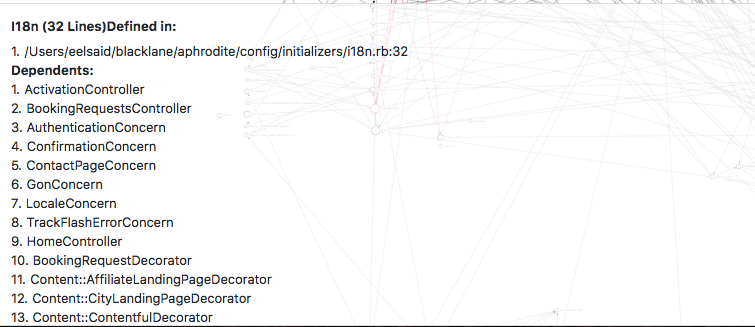 I18n (32 Lines)Defined in:
1. /Users/eelsaid/blacklane/aphrodite/config/initializers/i18n.rb:32
Dependents:
1. ActivationController
2. BookingRequestsController
3. AuthenticationConcern
4. ConfirmationConcern
5. ContactPageConcern
6. GonConcern
7. LocaleConcern
8. TrackFlashErrorConcern
9. HomeController
10. BookingRequestDecorator
11. Content::AffiliateLandingPageDecorator
12. Content::CityLandingPageDecorator
13. Content::ContentfulDecorator